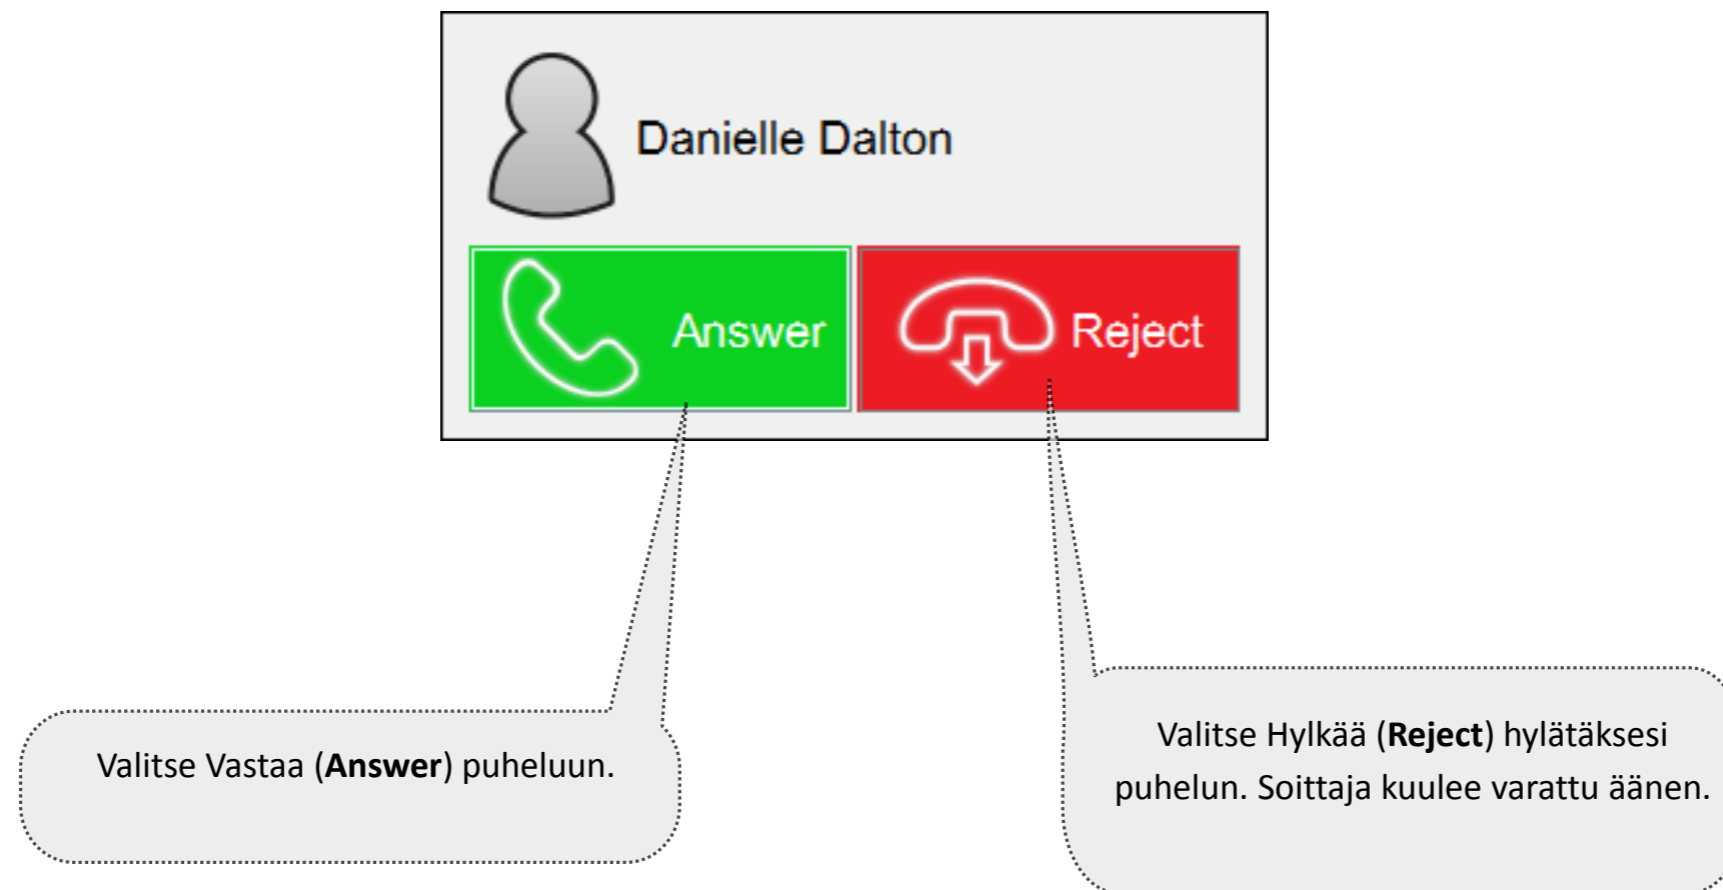 Danielle Dalton
Answer
Reject
Valitse Vastaa (Answer) puheluun.
Valitse Hylkää (Reject) hylätäksesi
puhelun. Soittaja kuulee varattu äänen.